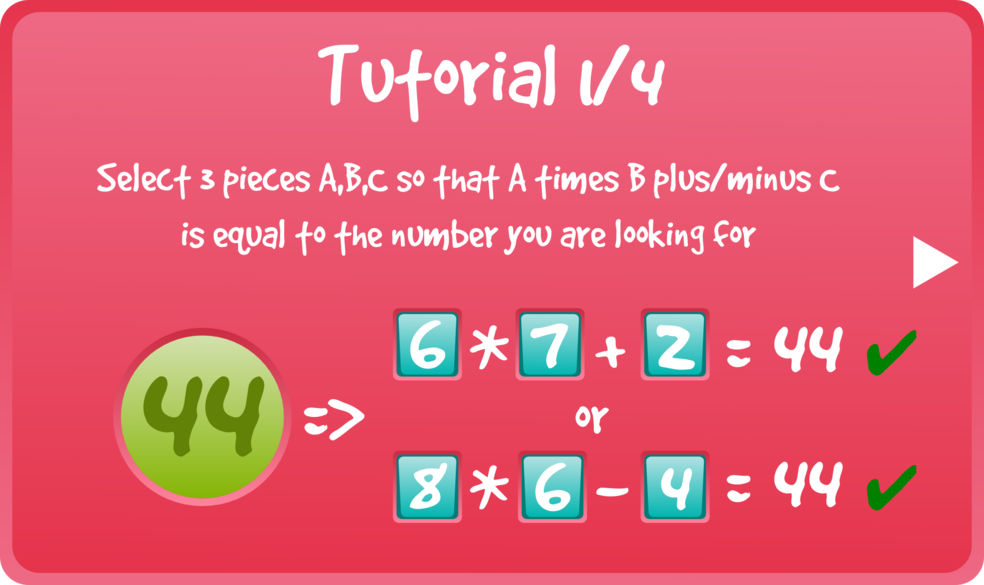 Tutorial 1/4
Select 3 pieces A,B,C so that A times B plus/minus C
is equal to the number you are looking for
44 => 
6 * 7 + 2 = 44 ✔
or
8 * 6 - 4 = 44 ✔